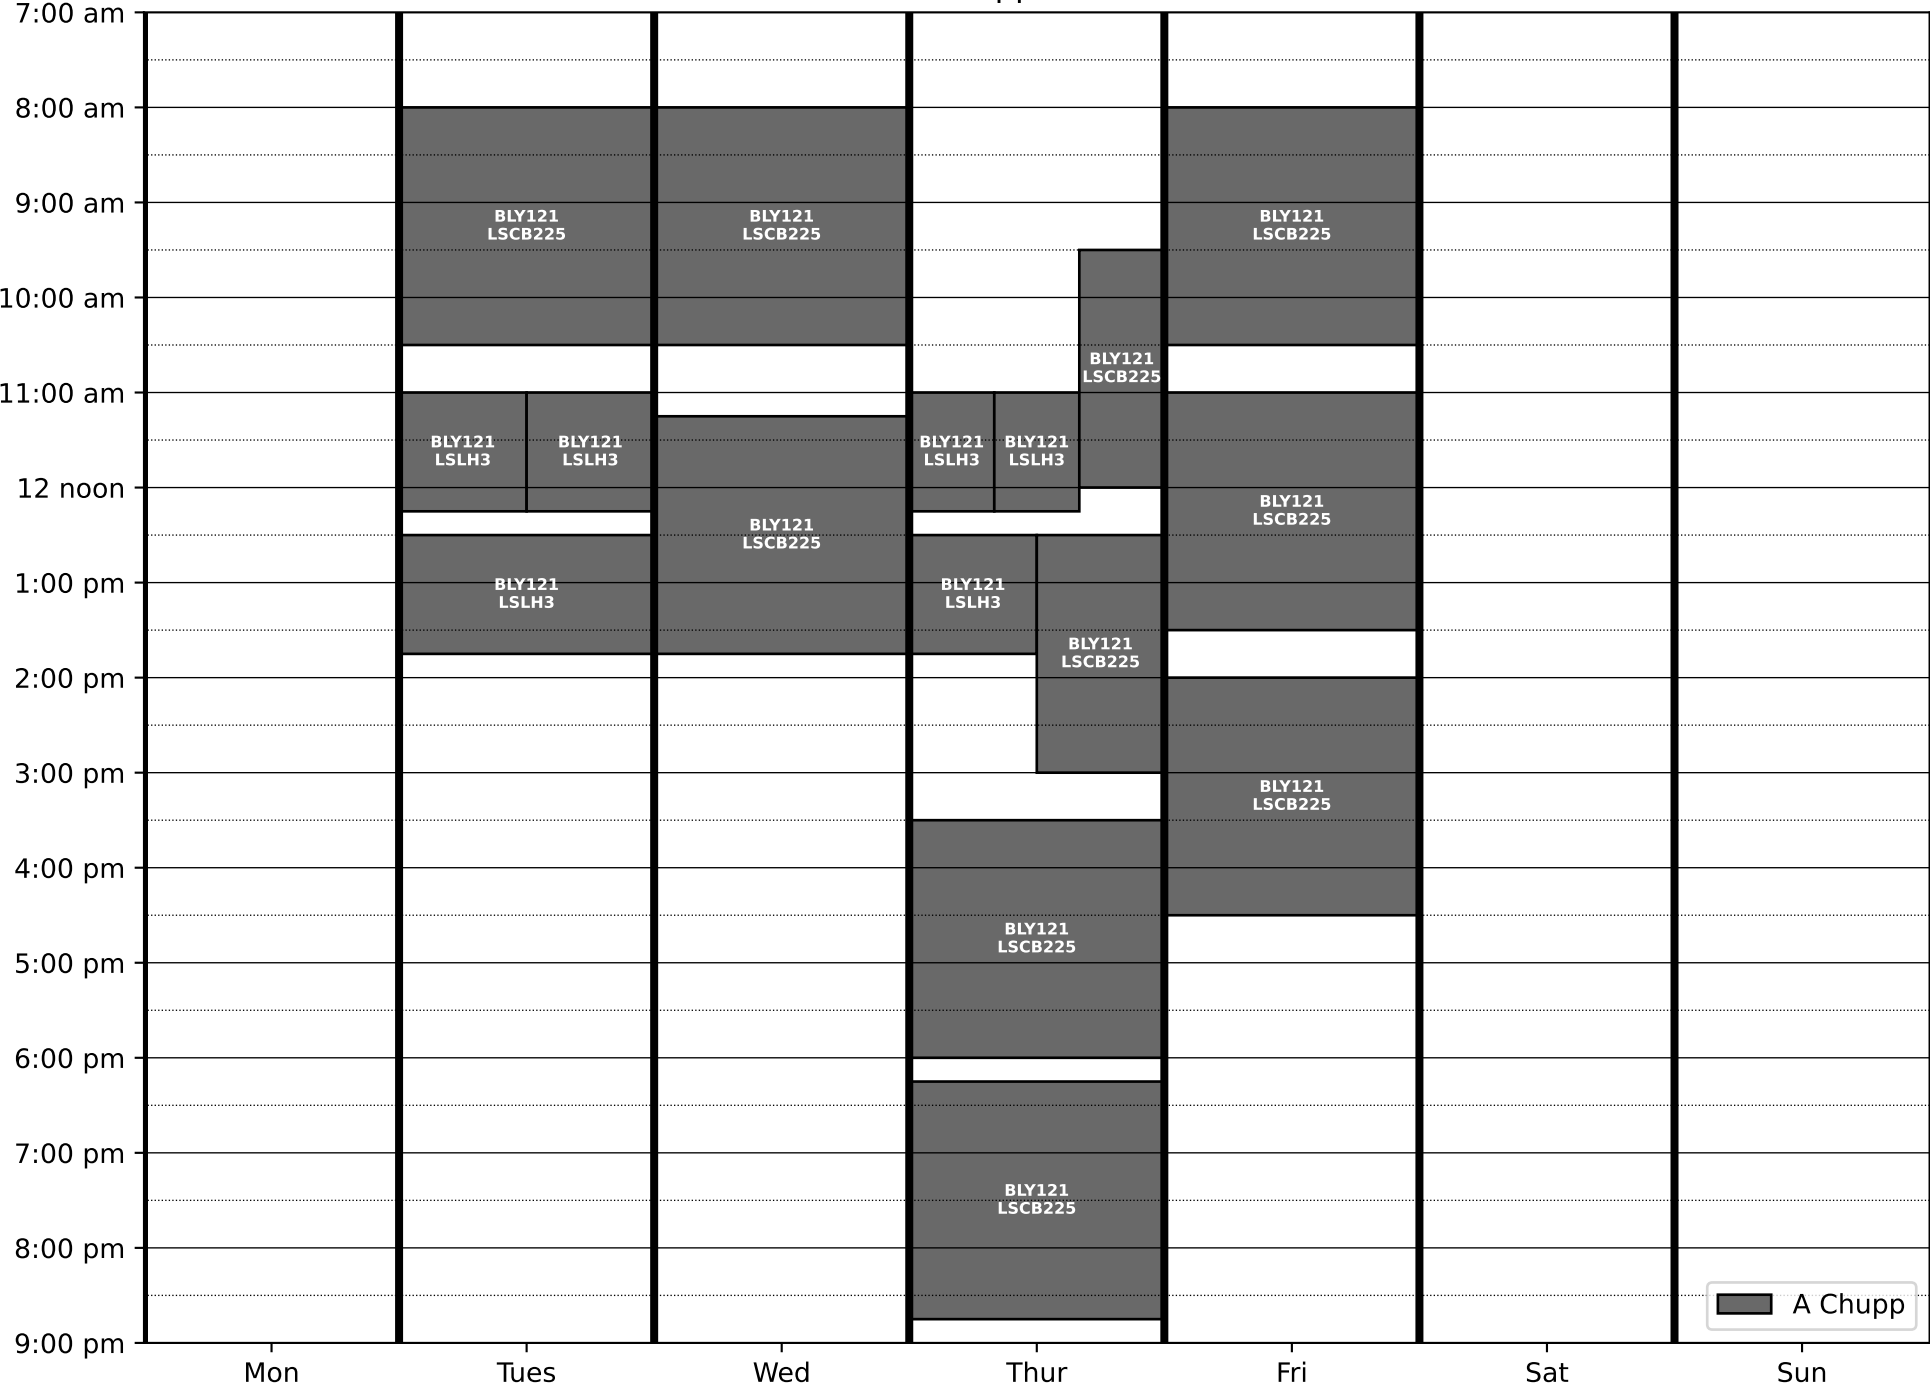 7:00 am
8:00 am
9:00 am
10:00 am
11:00 am
12 noon
1:00 pm
2:00 pm
3:00 pm
4:00 pm
5:00 pm
6:00 pm
7:00 pm
8:00 pm
9:00 pm
BLY121
LSCB225
BLY121
LSLH3
BLY121
LSLH3
BLY121
LSLH3
BLY121
LSCB225
BLY121
LSCB225
BLY121
LSCB225
BLY121
LSLH3
BLY121
LSLH3
BLY121
LSLH3
BLY121
LSCB225
BLY121
LSCB225
BLY121
LSCB225
BLY121
LSCB225
BLY121
LSCB225
BLY121
LSCB225
A Chupp
Mon
Tues
Wed
Thur
Fri
Sat
Sun